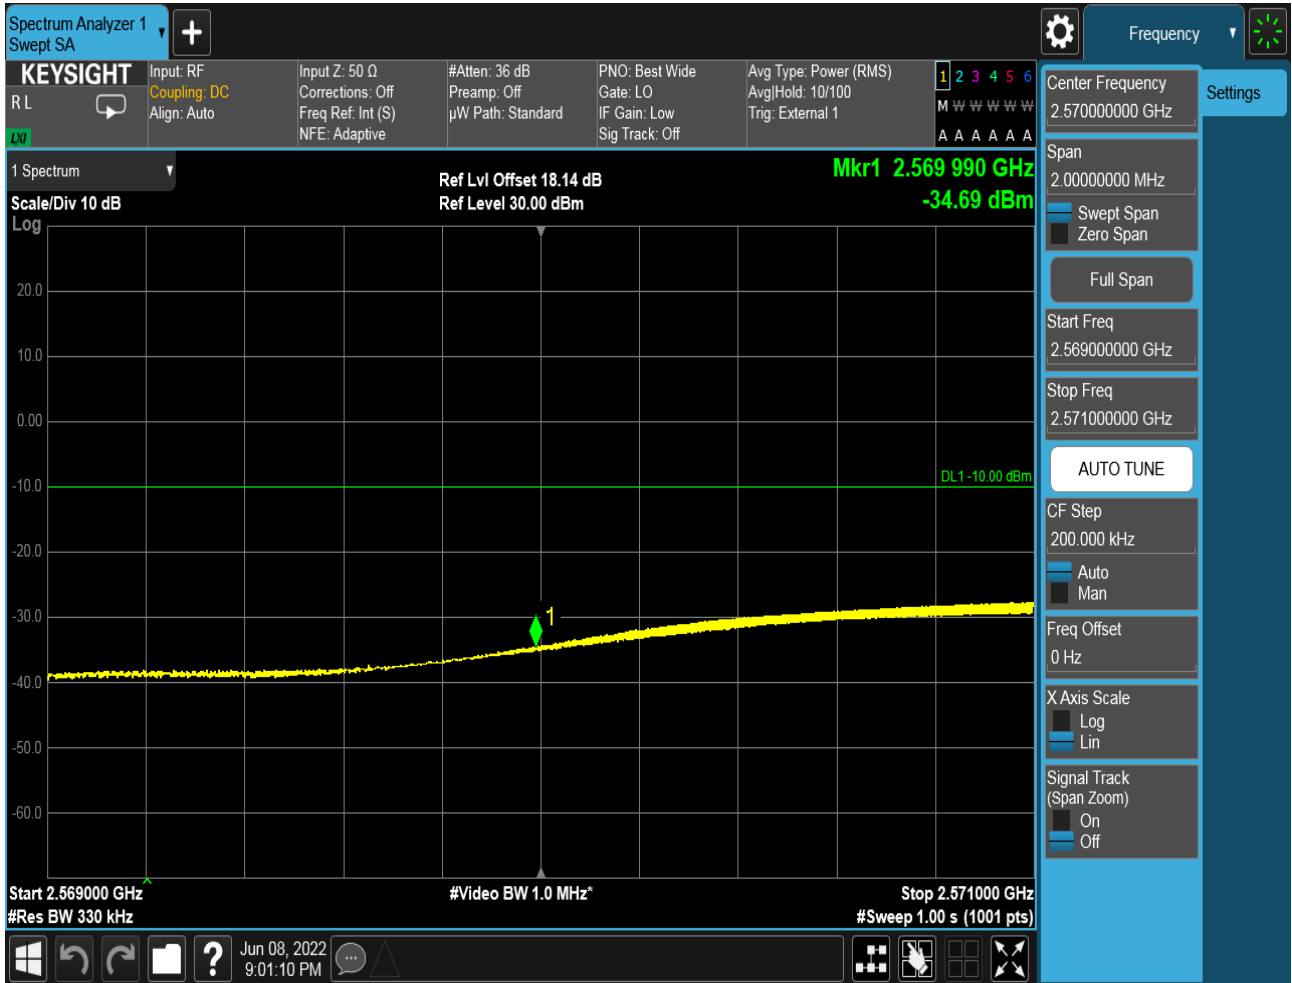 Spectrum Analyzer 1
Swept SA
Frequency
KEYSIGHT
R L
LXI
Input: RF
Coupling: DC
Align: Auto
Input Z: 50 Ω
Corrections: Off
Freq Ref: Int (S)
NFE: Adaptive
#Atten: 36 dB
Preamp: Off
µW Path: Standard
PNO: Best Wide
Gate: LO
IF Gain: Low
Sig Track: Off
Avg Type: Power (RMS)
Avg|Hold: 10/100
Trig: External 1
1 2 3 4 5 6
M W W W W W
A A A A A A
1 Spectrum
Scale/Div 10 dB
Log
Ref Lvl Offset 18.14 dB
Ref Level 30.00 dBm
Mkr1 2.569 990 GHz
-34.69 dBm
20.0
10.0
0.00
-10.0
-20.0
-30.0
-40.0
-50.0
-60.0
DL1 -10.00 dBm
1
Start 2.569000 GHz
#Res BW 330 kHz
#Video BW 1.0 MHz*
Stop 2.571000 GHz
#Sweep 1.00 s (1001 pts)
Jun 08, 2022
9:01:10 PM
Center Frequency
2.570000000 GHz
Settings
Span
2.00000000 MHz
Swept Span
Zero Span
Full Span
Start Freq
2.569000000 GHz
Stop Freq
2.571000000 GHz
AUTO TUNE
CF Step
200.000 kHz
Auto
Man
Freq Offset
0 Hz
X Axis Scale
Log
Lin
Signal Track
(Span Zoom)
On
Off